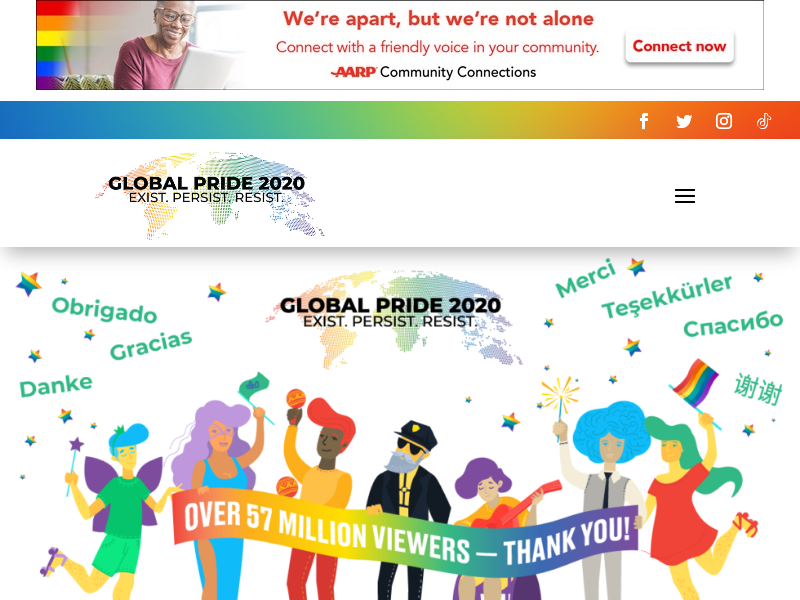 We're apart, but we're not alone
Connect with a friendly voice in your community.
Connect now
AARP Community Connections
GLOBAL PRIDE 2020
EXIST. PERSIST. RESIST.
GLOBAL PRIDE 2020
EXIST. PERSIST. RESIST.
Merci
Obrigado
Teşekkürler
Gracias
Спасибо
Danke
谢谢
OVER 57 MILLION VIEWERS — THANK YOU!